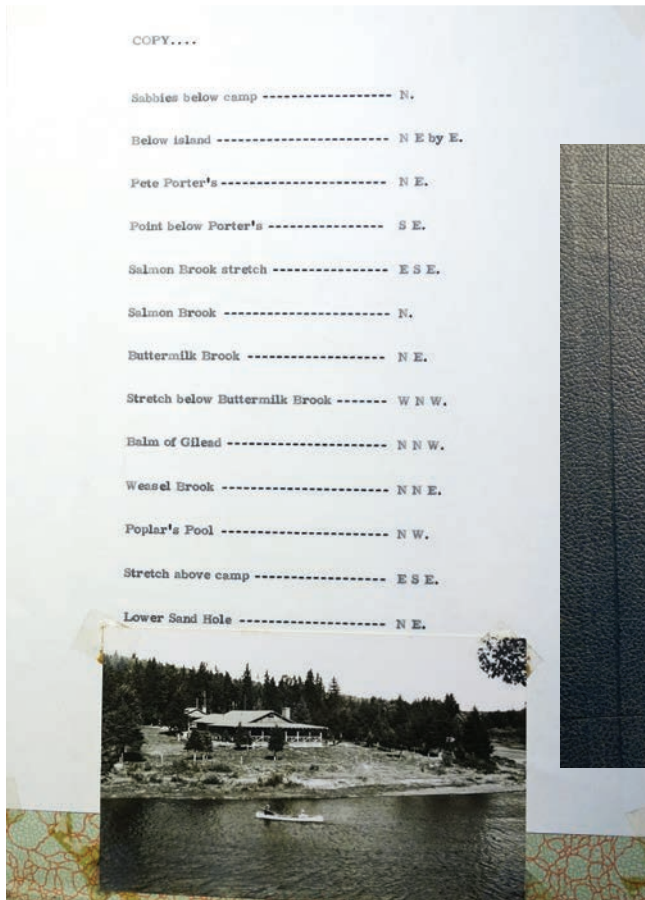 COPY....
Sabbies below camp -------------------- N.
Below island ------------------------- N E by E.
Pete Porter's ------------------------ N E.
Point below Porter's ----------------- S E.
Salmon Brook stretch ----------------- E S E.
Salmon Brook ------------------------ N.
Buttermilk Brook --------------------- N E.
Stretch below Buttermilk Brook ------- W N W.
Balm of Gilead ----------------------- N N W.
Weasel Brook ------------------------ N N E.
Poplar's Pool ------------------------ N W.
Stretch above camp ------------------- E S E.
Lower Sand Hole ---------------------- N E.